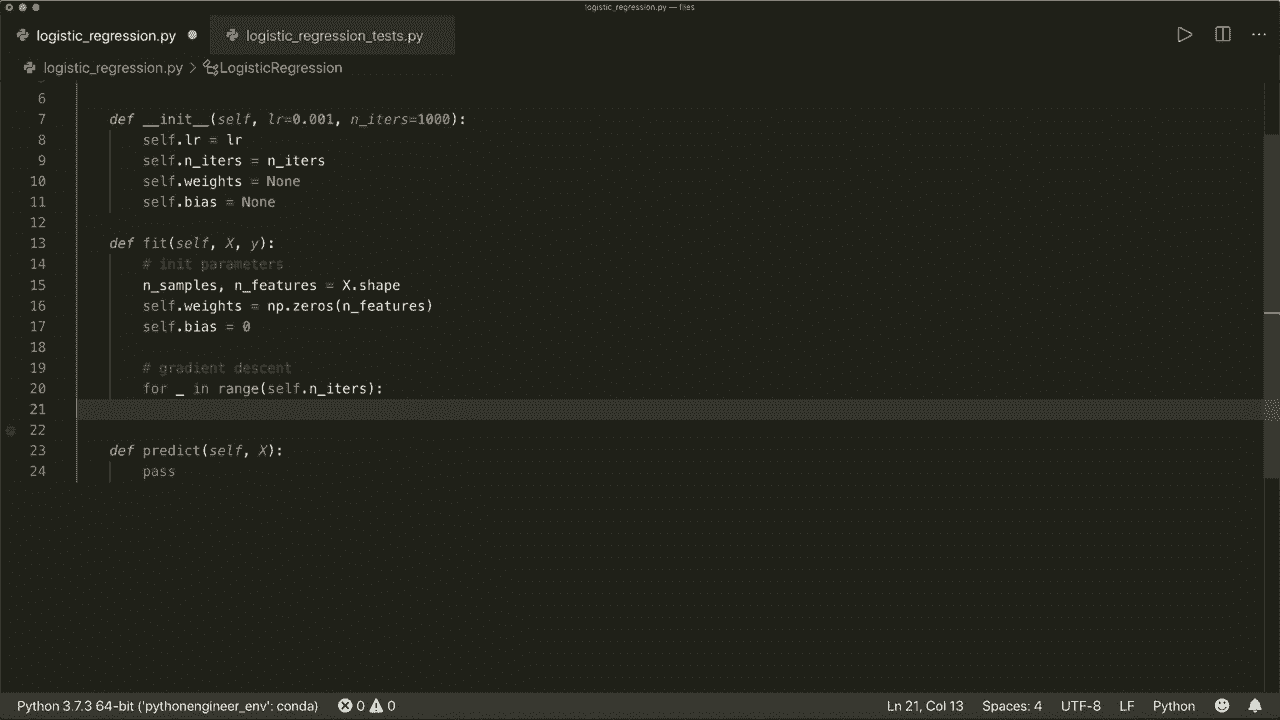 logistic_regression.py — files
logistic_regression.py logistic_regression_tests.py
logistic_regression.py > LogisticRegression
6
7 def __init__(self, lr=0.001, n_iters=1000):
8 self.lr = lr
9 self.n_iters = n_iters
10 self.weights = None
11 self.bias = None
12
13 def fit(self, X, y):
14 # init parameters
15 n_samples, n_features = X.shape
16 self.weights = np.zeros(n_features)
17 self.bias = 0
18
19 # gradient descent
20 for _ in range(self.n_iters):
21
22
23 def predict(self, X):
24 pass
Python 3.7.3 64-bit ('pythonengineer_env': conda) 0 0 Ln 21, Col 13 Spaces: 4 UTF-8 LF Python